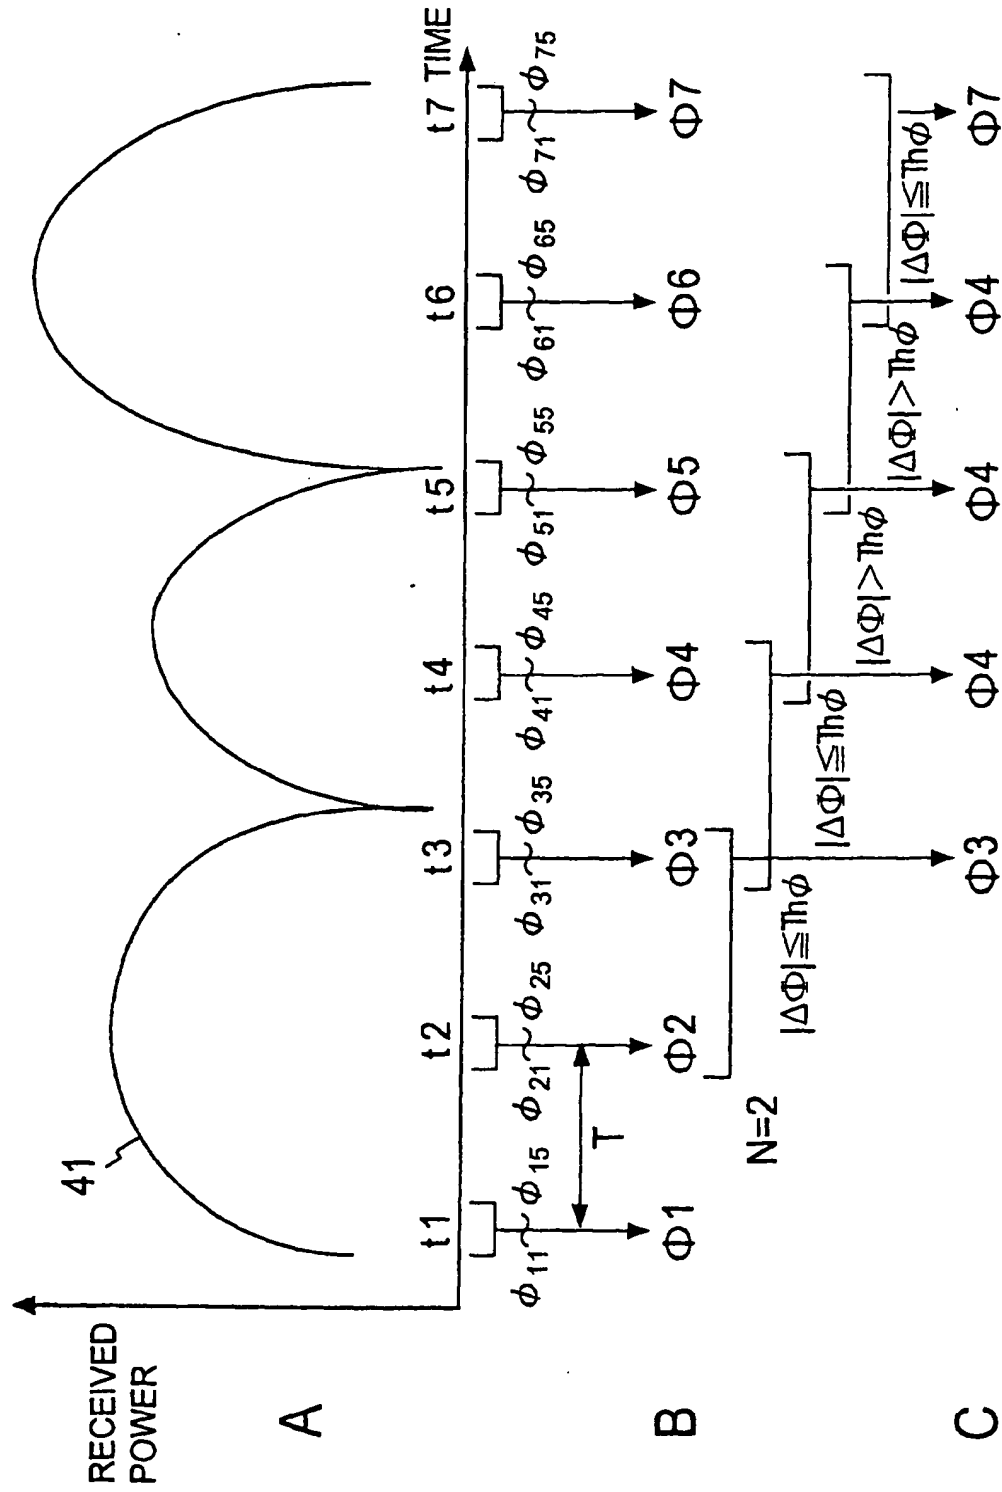 RECEIVED
POWER
A
41
t1 t2 t3 t4 t5 t6 t7 TIME
ϕ11 ϕ15 ϕ21 ϕ25 ϕ31 ϕ35 ϕ41 ϕ45 ϕ51 ϕ55 ϕ61 ϕ65 ϕ71 ϕ75
T
B
Φ1 Φ2 Φ3 Φ4 Φ5 Φ6 Φ7
N=2
|ΔΦ|≦Thϕ
|ΔΦ|≦Thϕ
|ΔΦ|>Thϕ
|ΔΦ|>Thϕ
|ΔΦ|≦Thϕ
C
Φ3 Φ4 Φ4 Φ4 Φ7